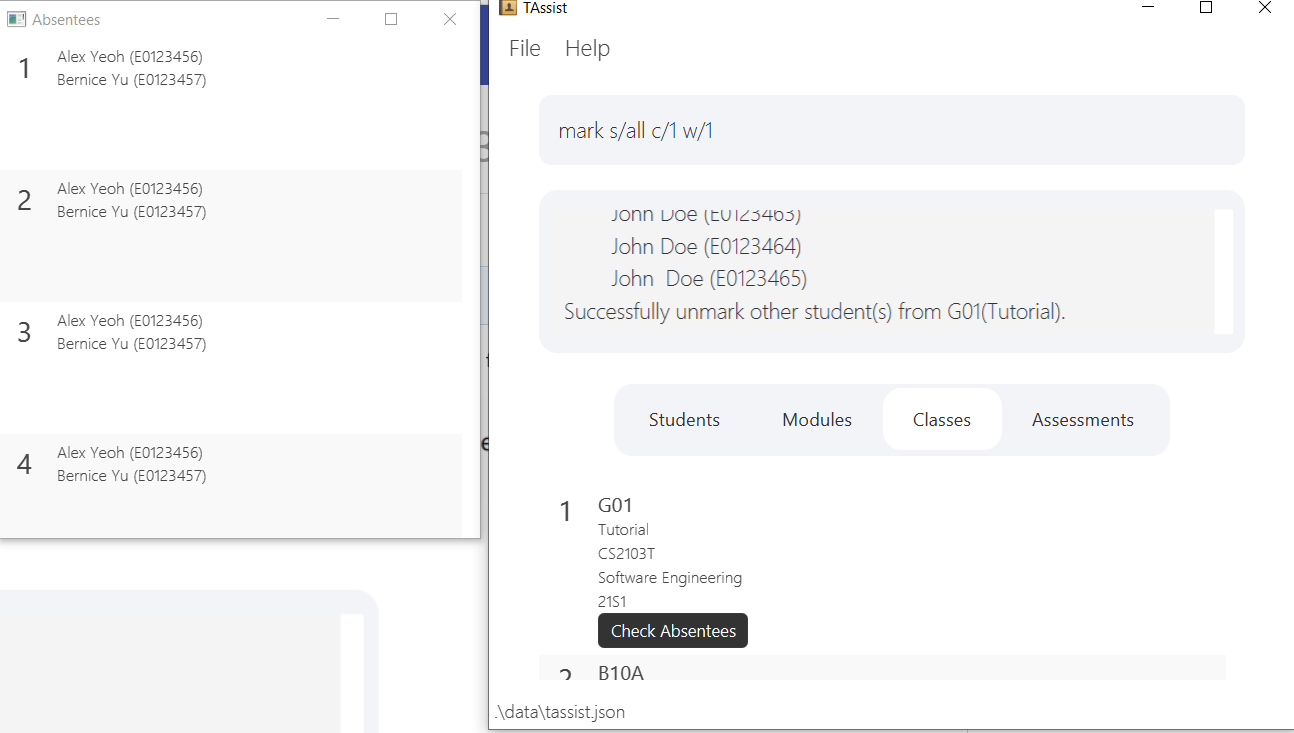 Absentees
1
Alex Yeoh (E0123456)
Bernice Yu (E0123457)
2
Alex Yeoh (E0123456)
Bernice Yu (E0123457)
3
Alex Yeoh (E0123456)
Bernice Yu (E0123457)
4
Alex Yeoh (E0123456)
Bernice Yu (E0123457)
TAssist
File Help
mark s/all c/1 w/1
John Doe (E0123463)
John Doe (E0123464)
John  Doe (E0123465)
Successfully unmark other student(s) from G01(Tutorial).
Students Modules Classes Assessments
1 G01
Tutorial
CS2103T
Software Engineering
21S1
Check Absentees
2 B10A
.\data\tassist.json